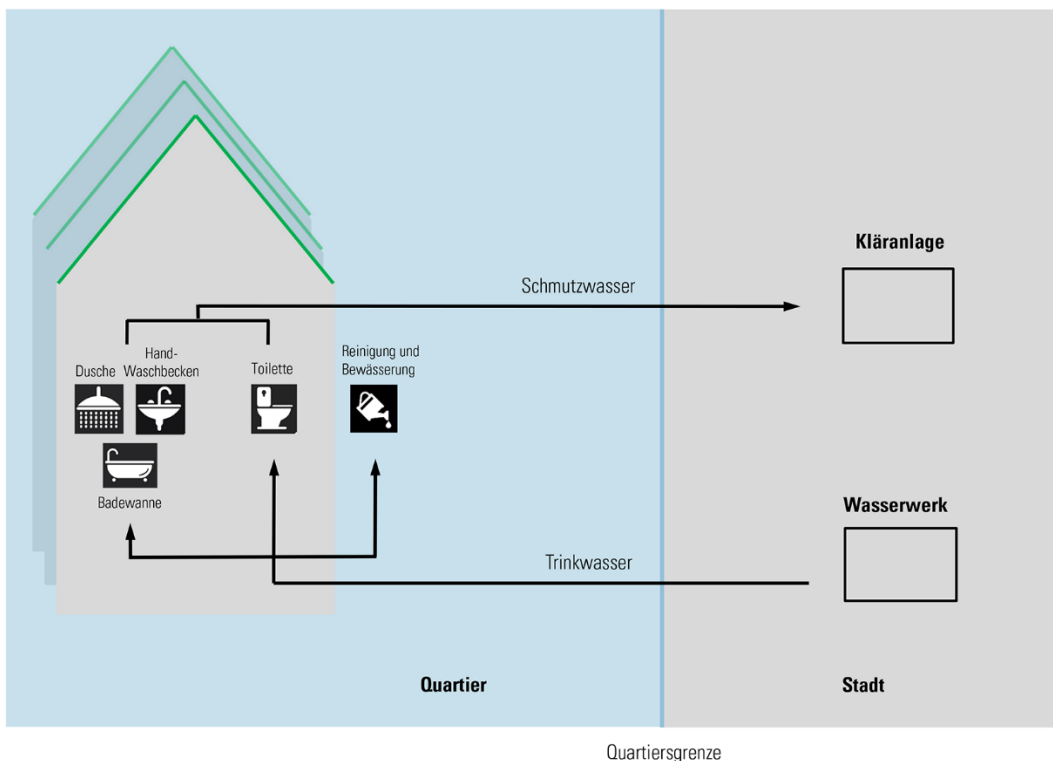 Kläranlage
Schmutzwasser
Hand-
Dusche Waschbecken
Toilette
Reinigung und
Bewässerung
Badewanne
Wasserwerk
Trinkwasser
Quartier
Stadt
Quartiersgrenze